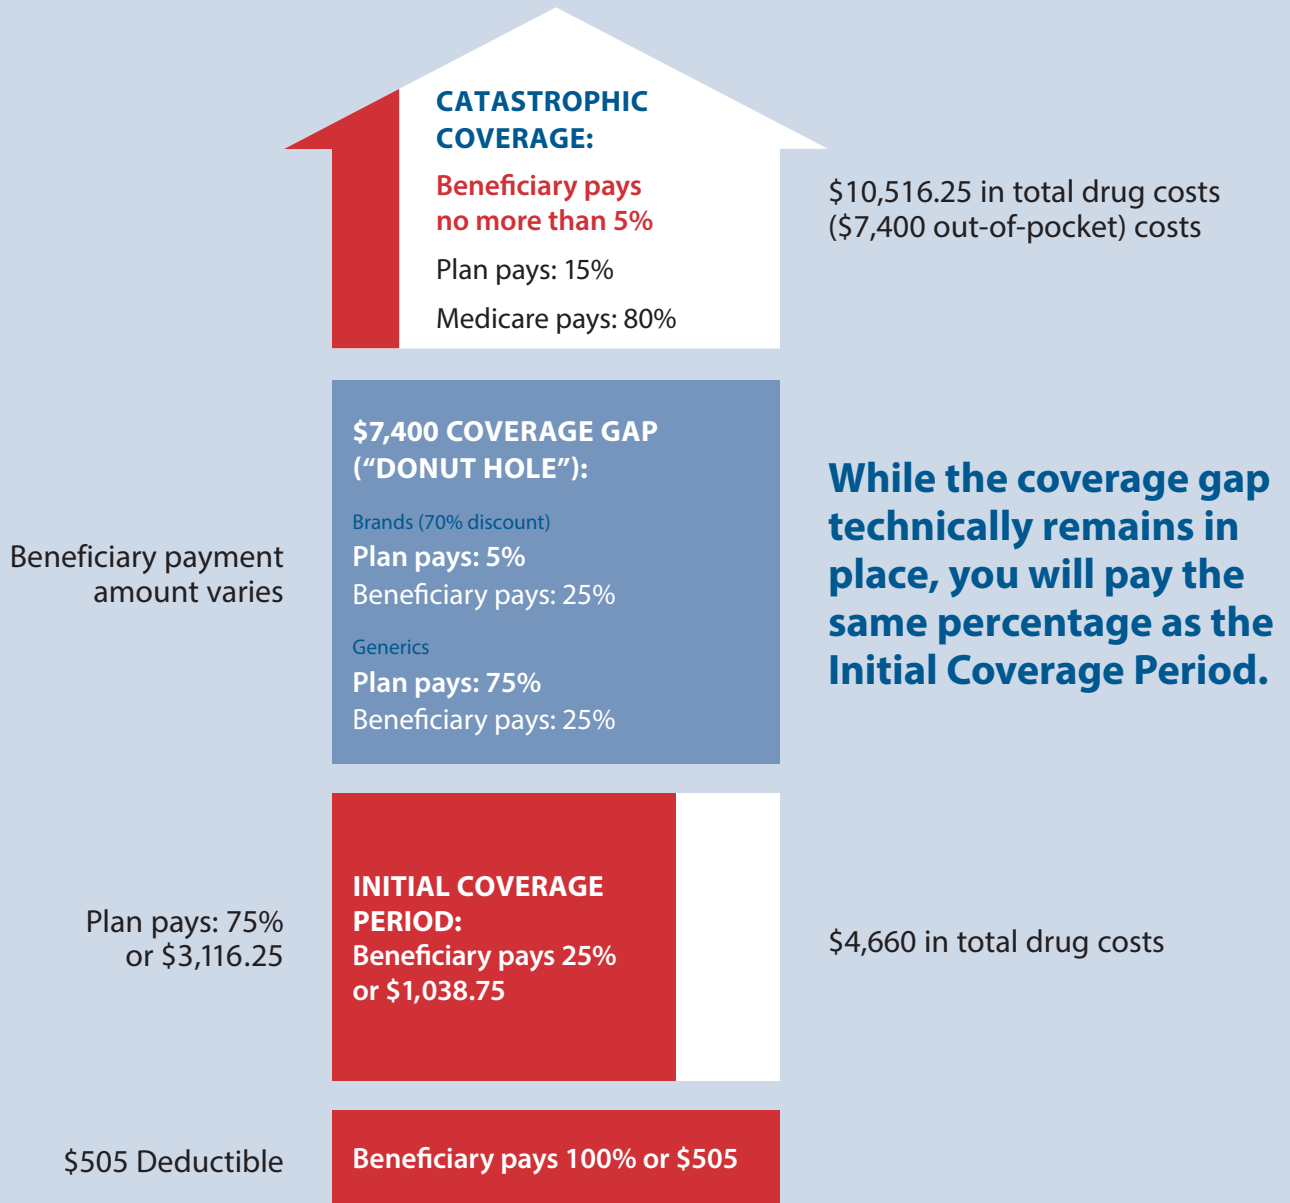 CATASTROPHIC
COVERAGE:
Beneficiary pays
no more than 5%
Plan pays: 15%
Medicare pays: 80%
$10,516.25 in total drug costs
($7,400 out-of-pocket) costs
Beneficiary payment
amount varies
$7,400 COVERAGE GAP
(“DONUT HOLE”):
Brands (70% discount)
Plan pays: 5%
Beneficiary pays: 25%
Generics
Plan pays: 75%
Beneficiary pays: 25%
While the coverage gap
technically remains in
place, you will pay the
same percentage as the
Initial Coverage Period.
Plan pays: 75%
or $3,116.25
INITIAL COVERAGE
PERIOD:
Beneficiary pays 25%
or $1,038.75
$4,660 in total drug costs
$505 Deductible
Beneficiary pays 100% or $505